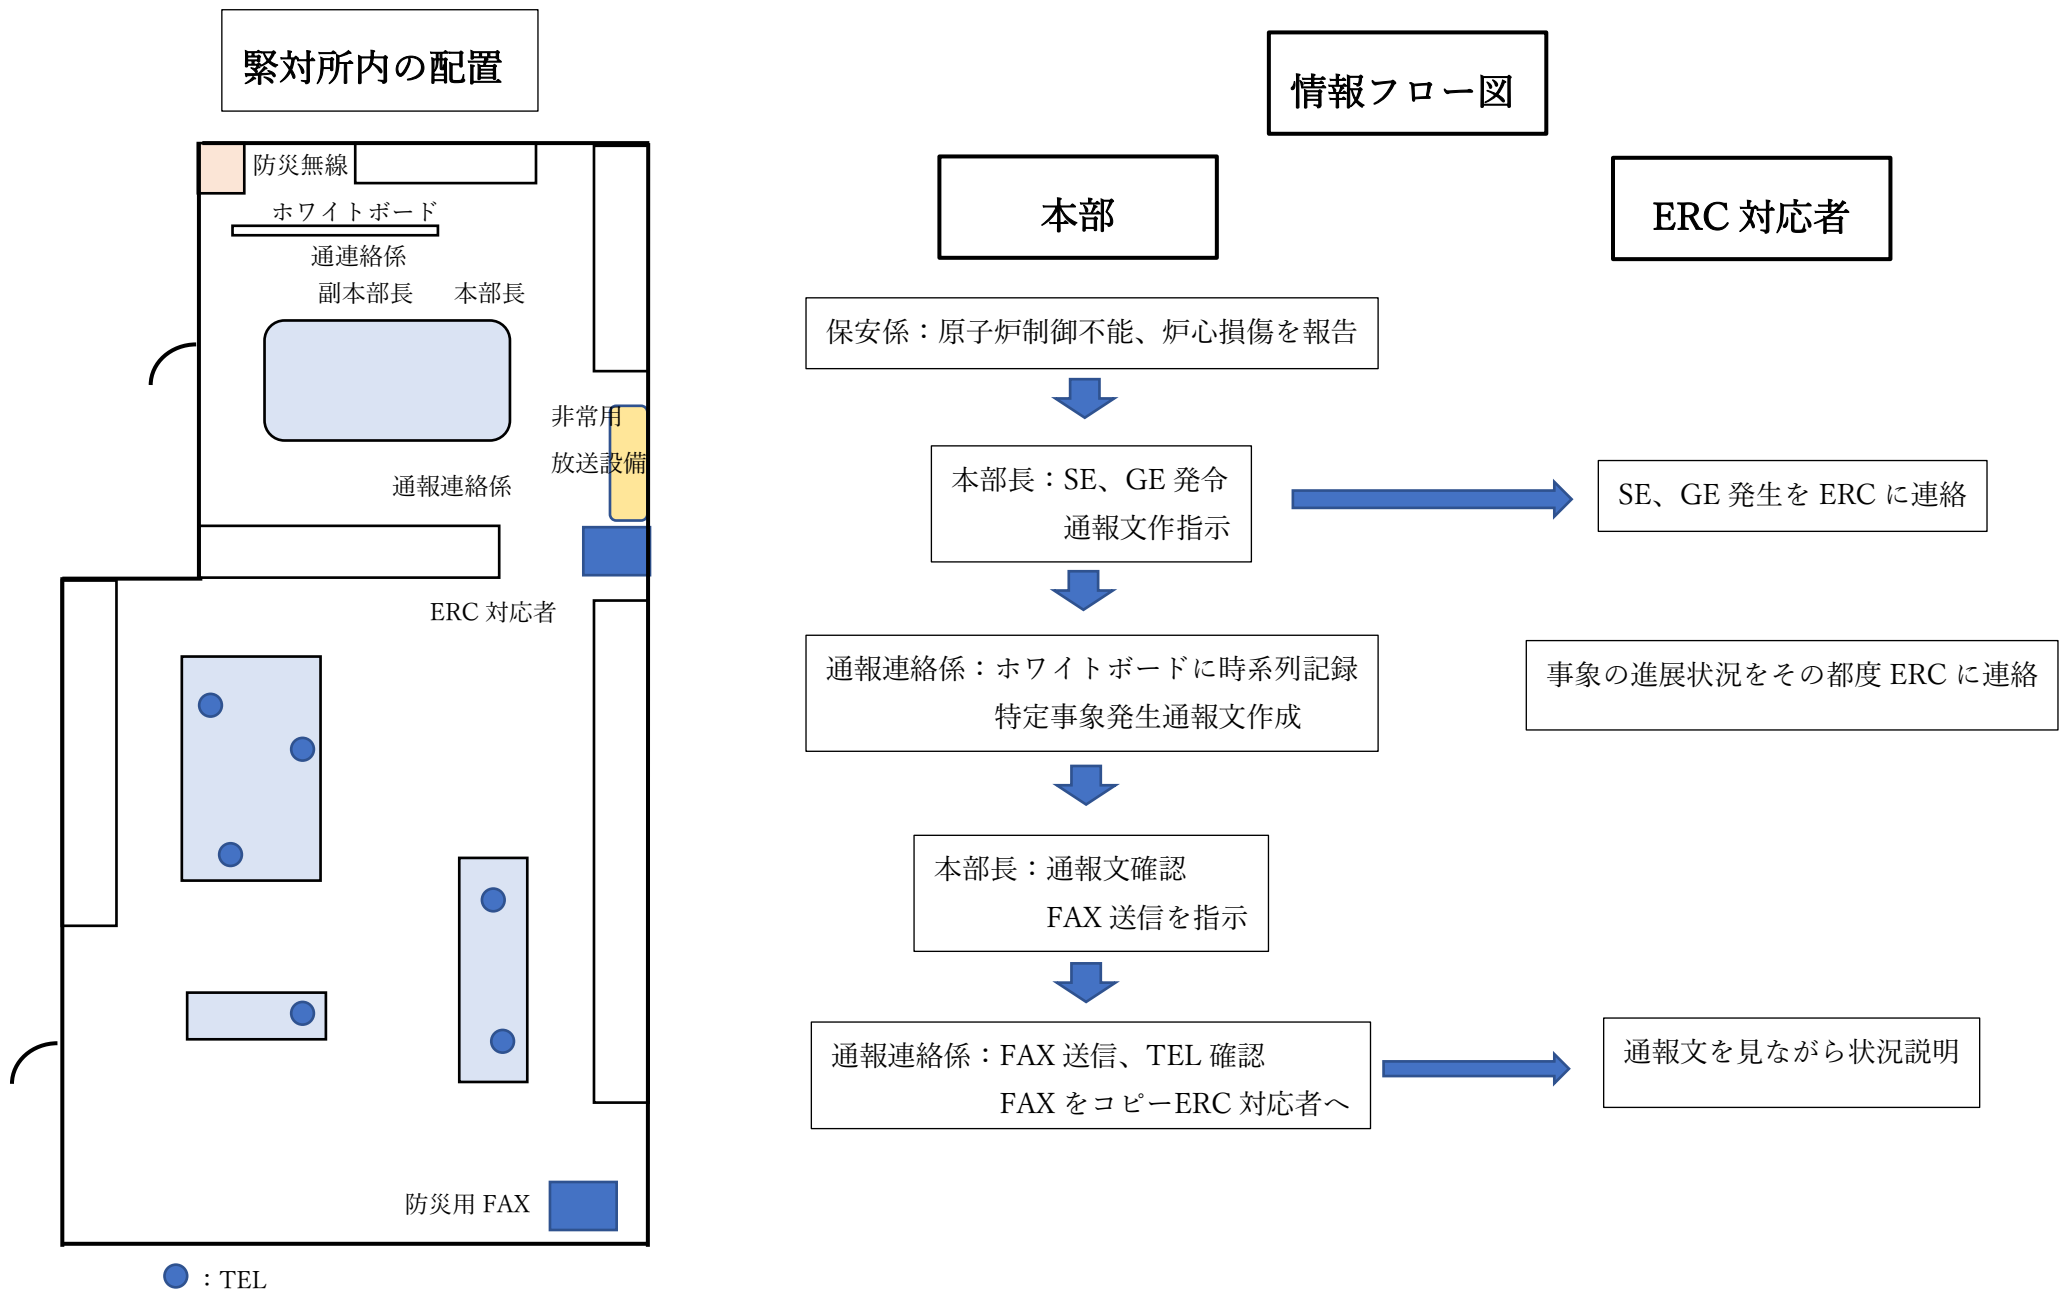 緊対所内の配置
防災無線
ホワイトボード
通連絡係
副本部長
本部長
非常用
放送設備
通報連絡係
ERC 対応者
防災用 FAX
：TEL
情報フロー図
本部
ERC 対応者
保安係：原子炉制御不能、炉心損傷を報告
本部長：SE、GE 発令
通報文作指示
SE、GE 発生を ERC に連絡
通報連絡係：ホワイトボードに時系列記録
特定事象発生通報文作成
事象の進展状況をその都度 ERC に連絡
本部長：通報文確認
FAX 送信を指示
通報連絡係：FAX 送信、TEL 確認
FAX をコピーERC 対応者へ
通報文を見ながら状況説明